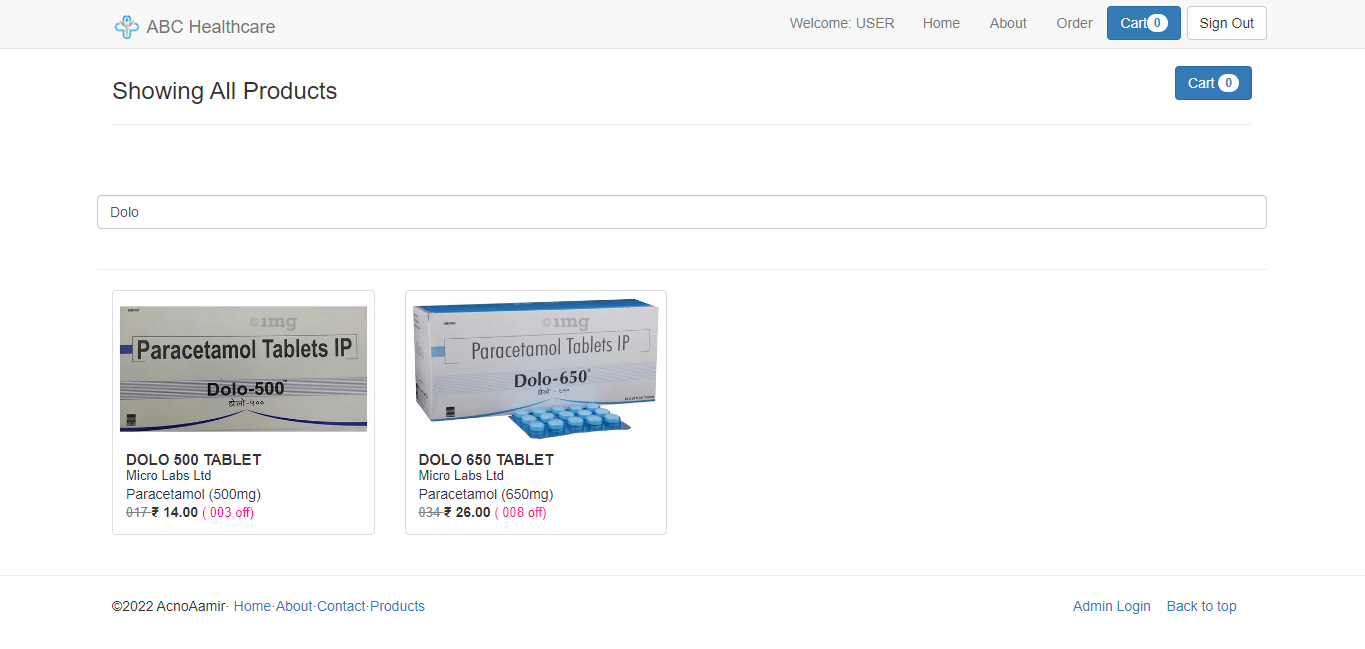 ABC Healthcare
Welcome: USER Home About Order Cart 0 Sign Out
Showing All Products
Cart 0
Dolo
©1mg
Paracetamol Tablets IP
Dolo-500
डोलो -५००
DOLO 500 TABLET
Micro Labs Ltd
Paracetamol (500mg)
017 ₹ 14.00 ( 003 off)
MICRO
©1mg
Paracetamol Tablets IP
Dolo-650®
डोलो - ६५०
DOLO 650 TABLET
Micro Labs Ltd
Paracetamol (650mg)
034 ₹ 26.00 ( 008 off)
©2022 AcnoAamir· Home·About·Contact·Products
Admin Login Back to top